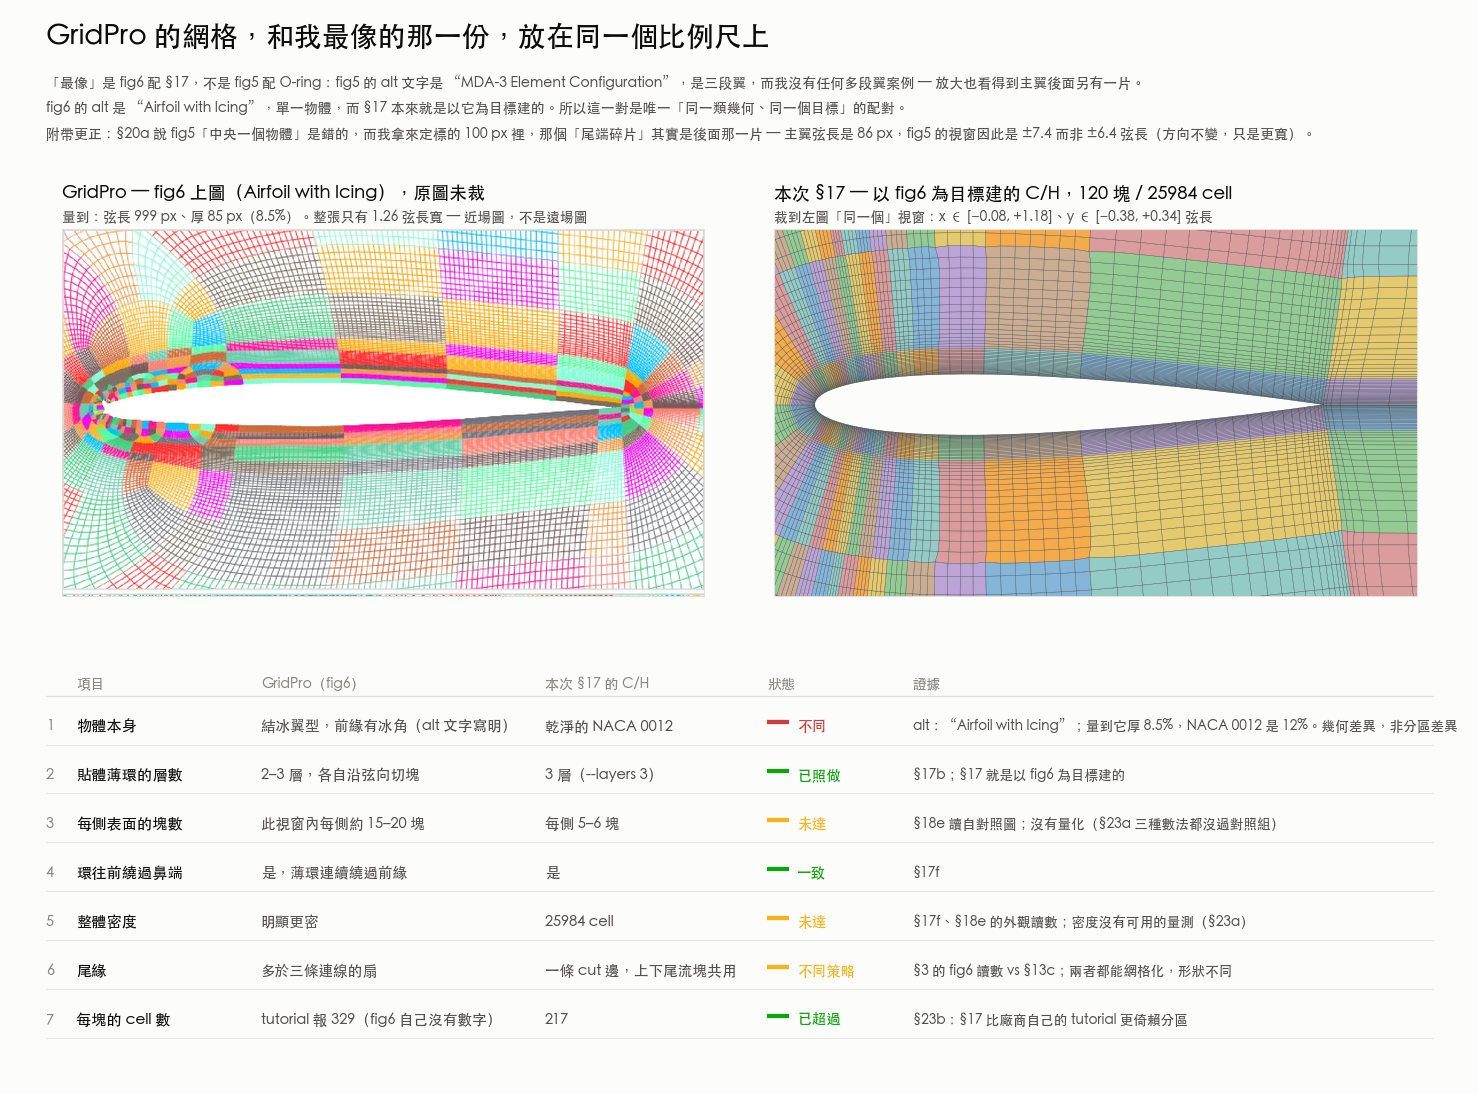 GridPro 的網格，和我最像的那一份，放在同一個比例尺上
「最像」是 fig6 配 §17，不是 fig5 配 O-ring：fig5 的 alt 文字是 “MDA-3 Element Configuration”，是三段翼，而我沒有任何多段翼案例 — 放大也看得到主翼後面另有一片。
fig6 的 alt 是 “Airfoil with Icing”，單一物體，而 §17 本來就是以它為目標建的。所以這一對是唯一「同一類幾何、同一個目標」的配對。
附帶更正：§20a 說 fig5「中央一個物體」是錯的，而我拿來定標的 100 px 裡，那個「尾端碎片」其實是後面那一片 — 主翼弦長是 86 px，fig5 的視窗因此是 ±7.4 而非 ±6.4 弦長（方向不變，只是更寬）。
GridPro — fig6 上圖（Airfoil with Icing），原圖未裁
量到：弦長 999 px、厚 85 px（8.5%）。整張只有 1.26 弦長寬 — 近場圖，不是遠場圖
本次 §17 — 以 fig6 為目標建的 C/H，120 塊 / 25984 cell
裁到左圖「同一個」視窗：x ∈ [−0.08, +1.18]、y ∈ [−0.38, +0.34] 弦長
項目 GridPro（fig6） 本次 §17 的 C/H 狀態 證據
1 物體本身 結冰翼型，前緣有冰角（alt 文字寫明） 乾淨的 NACA 0012 不同 alt：“Airfoil with Icing”；量到它厚 8.5%，NACA 0012 是 12%。幾何差異，非分區差異
2 貼體薄環的層數 2–3 層，各自沿弦向切塊 3 層（--layers 3） 已照做 §17b；§17 就是以 fig6 為目標建的
3 每側表面的塊數 此視窗內每側約 15–20 塊 每側 5–6 塊 未達 §18e 讀自對照圖；沒有量化（§23a 三種數法都沒過對照組）
4 環往前繞過鼻端 是，薄環連續繞過前緣 是 一致 §17f
5 整體密度 明顯更密 25984 cell 未達 §17f、§18e 的外觀讀數；密度沒有可用的量測（§23a）
6 尾緣 多於三條連線的扇 一條 cut 邊，上下尾流塊共用 不同策略 §3 的 fig6 讀數 vs §13c；兩者都能網格化，形狀不同
7 每塊的 cell 數 tutorial 報 329（fig6 自己沒有數字） 217 已超過 §23b：§17 比廠商自己的 tutorial 更倚賴分區